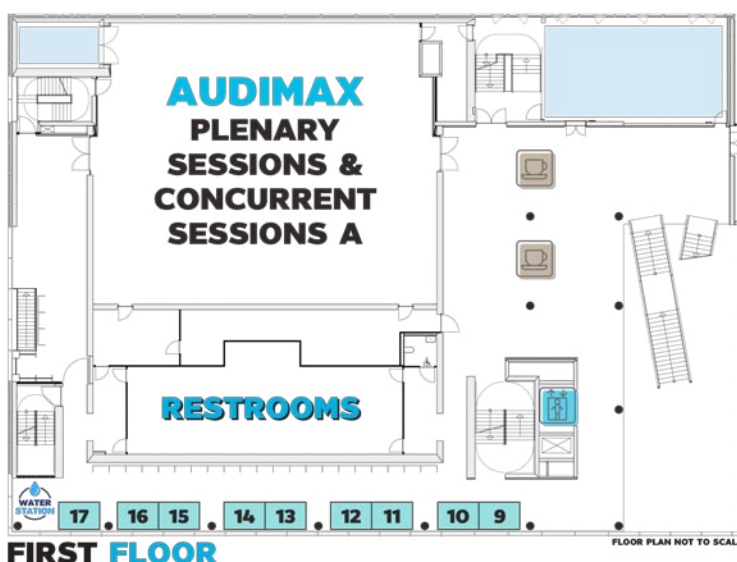 AUDIMAX
PLENARY
SESSIONS &
CONCURRENT
SESSIONS A
RESTROOMS
WATER
STATION
17 16 15 14 13 12 11 10 9
FIRST FLOOR
FLOOR PLAN NOT TO SCAL